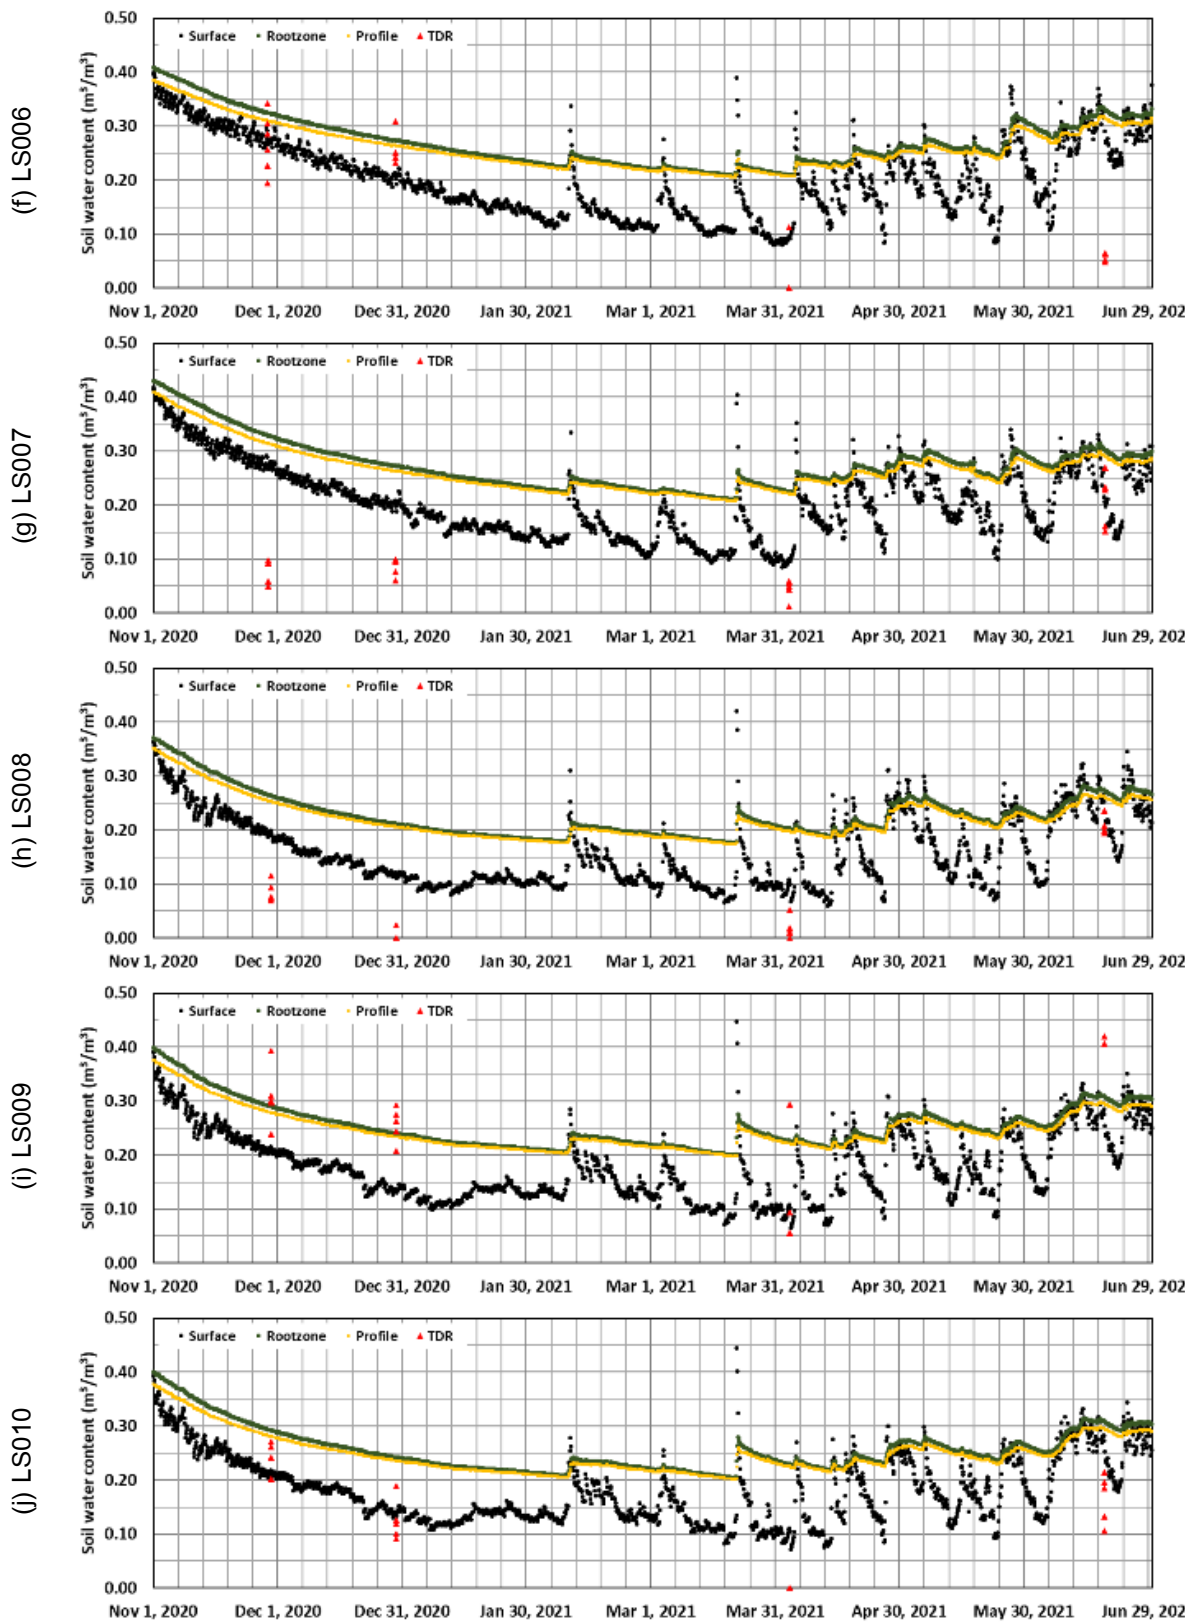 (f) LS006
Soil water content (m³/m³)
0.50
0.40
0.30
0.20
0.10
0.00
Surface Rootzone Profile TDR
Nov 1, 2020 Dec 1, 2020 Dec 31, 2020 Jan 30, 2021 Mar 1, 2021 Mar 31, 2021 Apr 30, 2021 May 30, 2021 Jun 29, 202
(g) LS007
Soil water content (m³/m³)
0.50
0.40
0.30
0.20
0.10
0.00
Surface Rootzone Profile TDR
Nov 1, 2020 Dec 1, 2020 Dec 31, 2020 Jan 30, 2021 Mar 1, 2021 Mar 31, 2021 Apr 30, 2021 May 30, 2021 Jun 29, 202
(h) LS008
Soil water content (m³/m³)
0.50
0.40
0.30
0.20
0.10
0.00
Surface Rootzone Profile TDR
Nov 1, 2020 Dec 1, 2020 Dec 31, 2020 Jan 30, 2021 Mar 1, 2021 Mar 31, 2021 Apr 30, 2021 May 30, 2021 Jun 29, 202
(i) LS009
Soil water content (m³/m³)
0.50
0.40
0.30
0.20
0.10
0.00
Surface Rootzone Profile TDR
Nov 1, 2020 Dec 1, 2020 Dec 31, 2020 Jan 30, 2021 Mar 1, 2021 Mar 31, 2021 Apr 30, 2021 May 30, 2021 Jun 29, 202
(j) LS010
Soil water content (m³/m³)
0.50
0.40
0.30
0.20
0.10
0.00
Surface Rootzone Profile TDR
Nov 1, 2020 Dec 1, 2020 Dec 31, 2020 Jan 30, 2021 Mar 1, 2021 Mar 31, 2021 Apr 30, 2021 May 30, 2021 Jun 29, 202